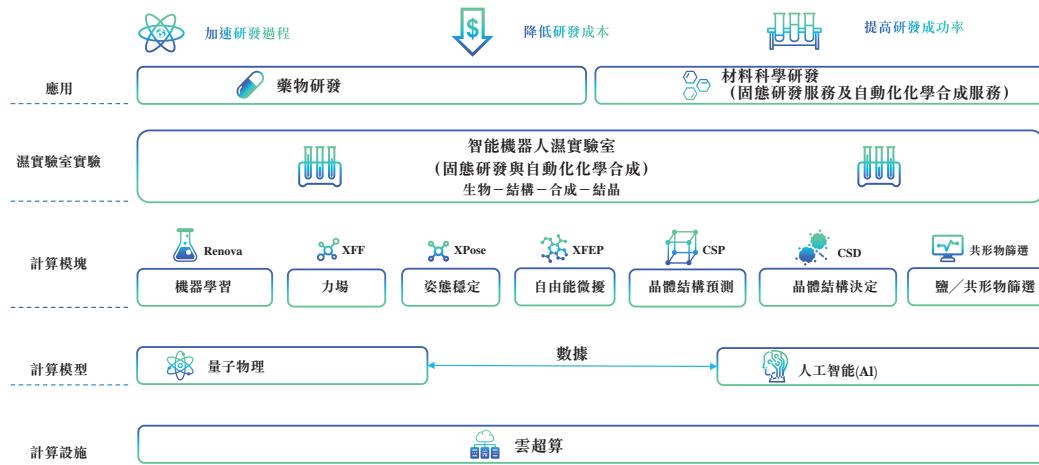 加速研發過程
降低研發成本
提高研發成功率
應用
藥物研發
材料科學研發
（固態研發服務及自動化化學合成服務）
濕實驗室實驗
智能機器人濕實驗室
（固態研發與自動化化學合成）
生物－結構－合成－結晶
計算模塊
Renova
XFF
XPose
XFEP
CSP
CSD
共形物篩選
機器學習
力場
姿態穩定
自由能微擾
晶體結構預測
晶體結構決定
鹽／共形物篩選
計算模型
量子物理
數據
人工智能(AI)
計算設施
雲超算